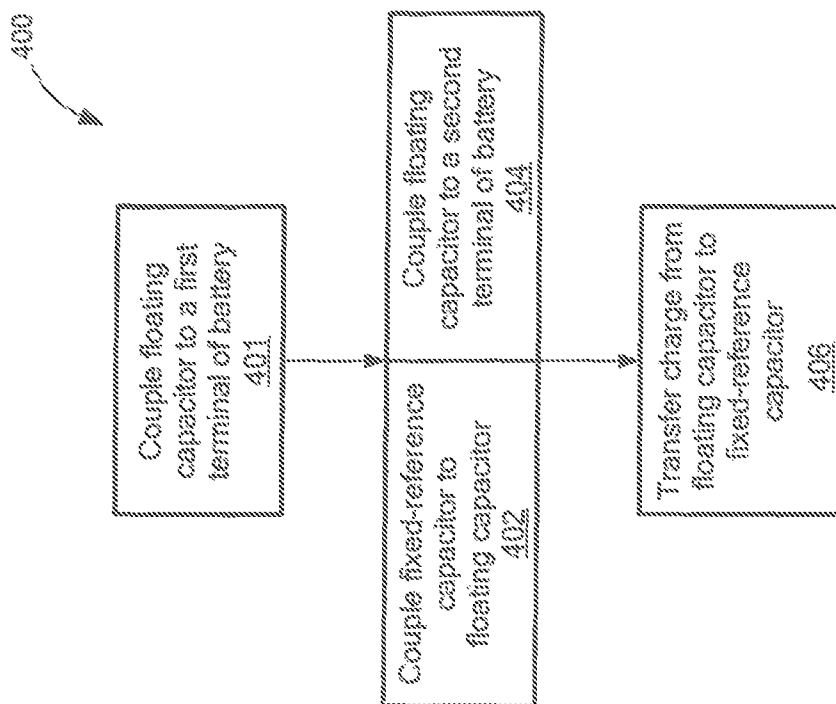 400
Couple floating
capacitor to a first
terminal of battery
401
Couple fixed-reference
capacitor to
floating capacitor
402
Couple floating
capacitor to a second
terminal of battery
404
Transfer charge from
floating capacitor to
fixed-reference
capacitor
406